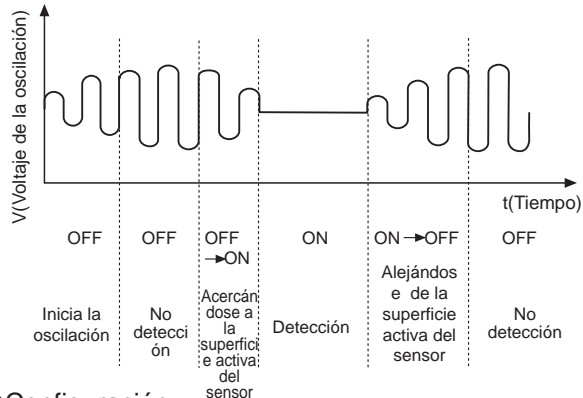 V(Voltaje de la oscilación)
t(Tiempo)
OFF
OFF
OFF
→ON
ON
ON→OFF
OFF
Inicia la
oscilación
No
detecci
ón
Acercán
dose a
la
superfici
e activa
del
sensor
Detección
Alejándos
e de la
superficie
activa del
sensor
No
detección